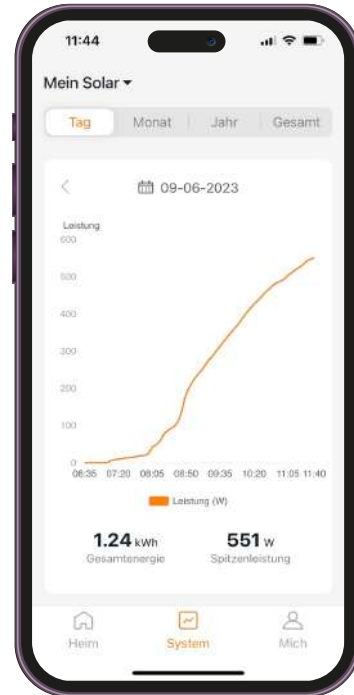 11:44
Mein Solar
Tag Monat Jahr Gesamt
09-06-2023
Leistung
600
500
400
300
200
100
0
06:35 07:20 08:05 08:50 09:35 10:20 11:05 11:40
Leistung (W)
1.24 kWh 551 W
Gesamtenergie Spitzenleistung
Heim System Mich